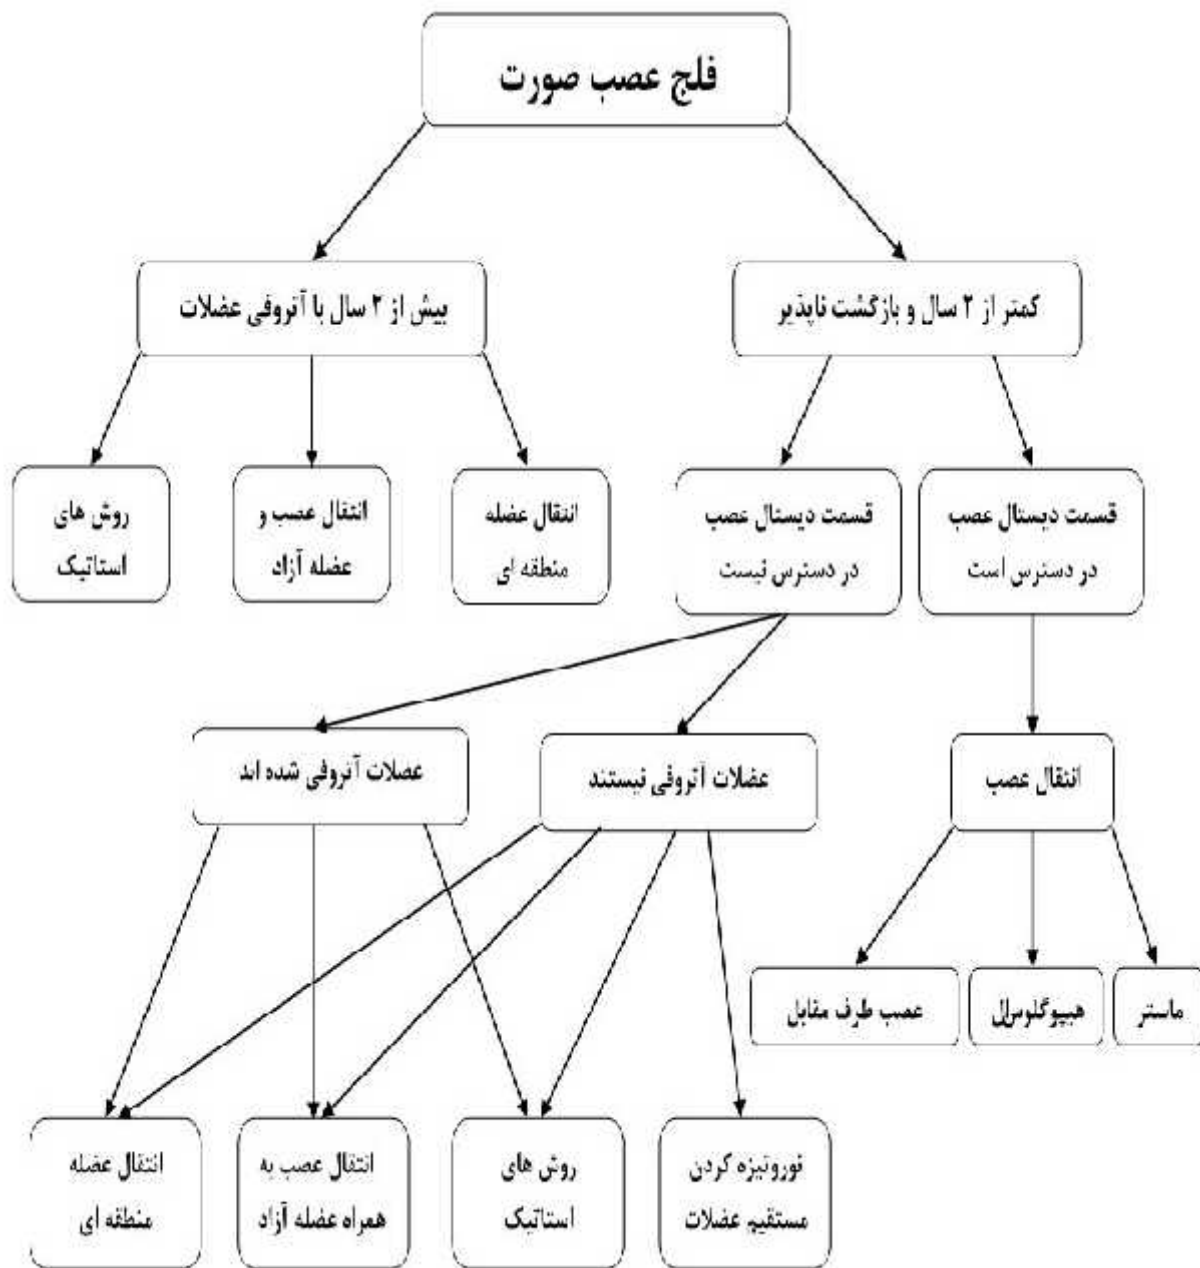 فلج عصب صورت
کمتر از ۲ سال و بازگشت ناپذیر
بیش از ۲ سال با آتروفی عضلات
قسمت دیستال عصب
در دسترس است
قسمت دیستال عصب
در دسترس نیست
انتقال عضله
منطقه ای
انتقال عصب و
عضله آزاد
روش های
استاتیک
انتقال عصب
عضلات آتروفی نیستند
عضلات آتروفی شده اند
ماستر
هیپوگلوسال
عصب طرف مقابل
نوروتیزه کردن
مستقیم عضلات
روش های
استاتیک
انتقال عصب به
همراه عضله آزاد
انتقال عضله
منطقه ای